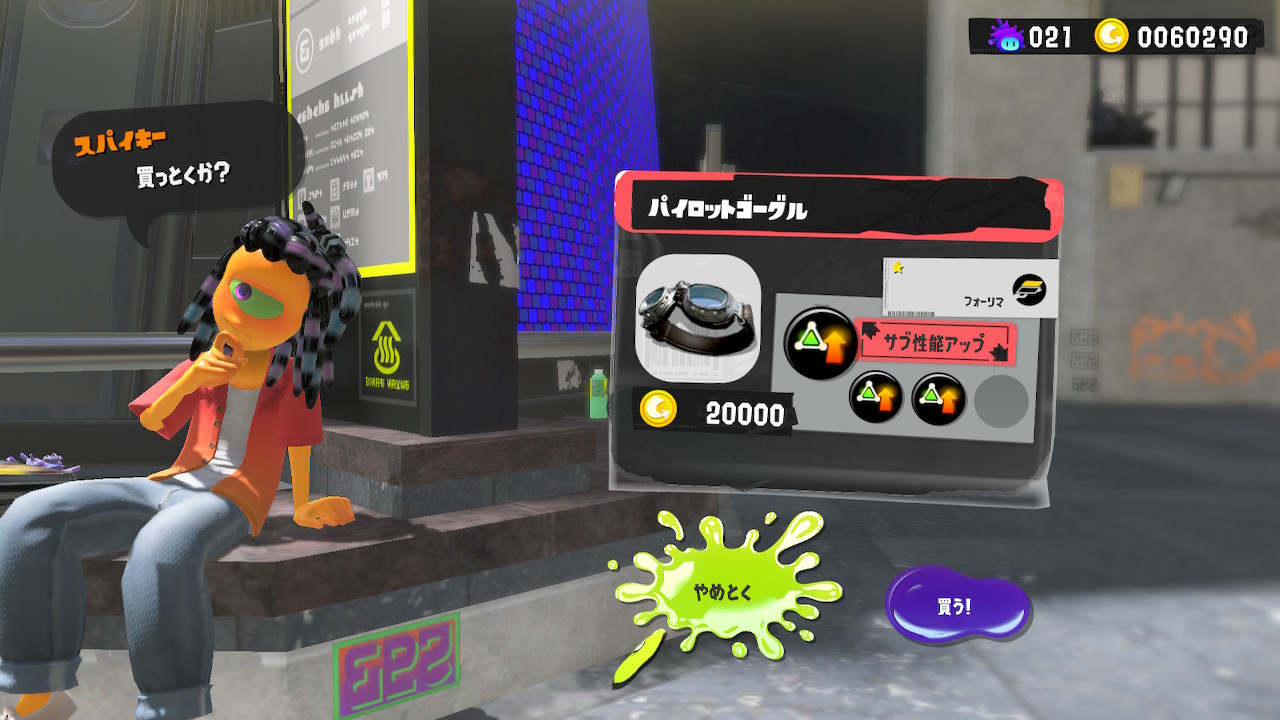 021
0060290
スパイキー
買っとくか?
パイロットゴーグル
フォーリマ
サブ性能アップ
20000
やめとく
買う!